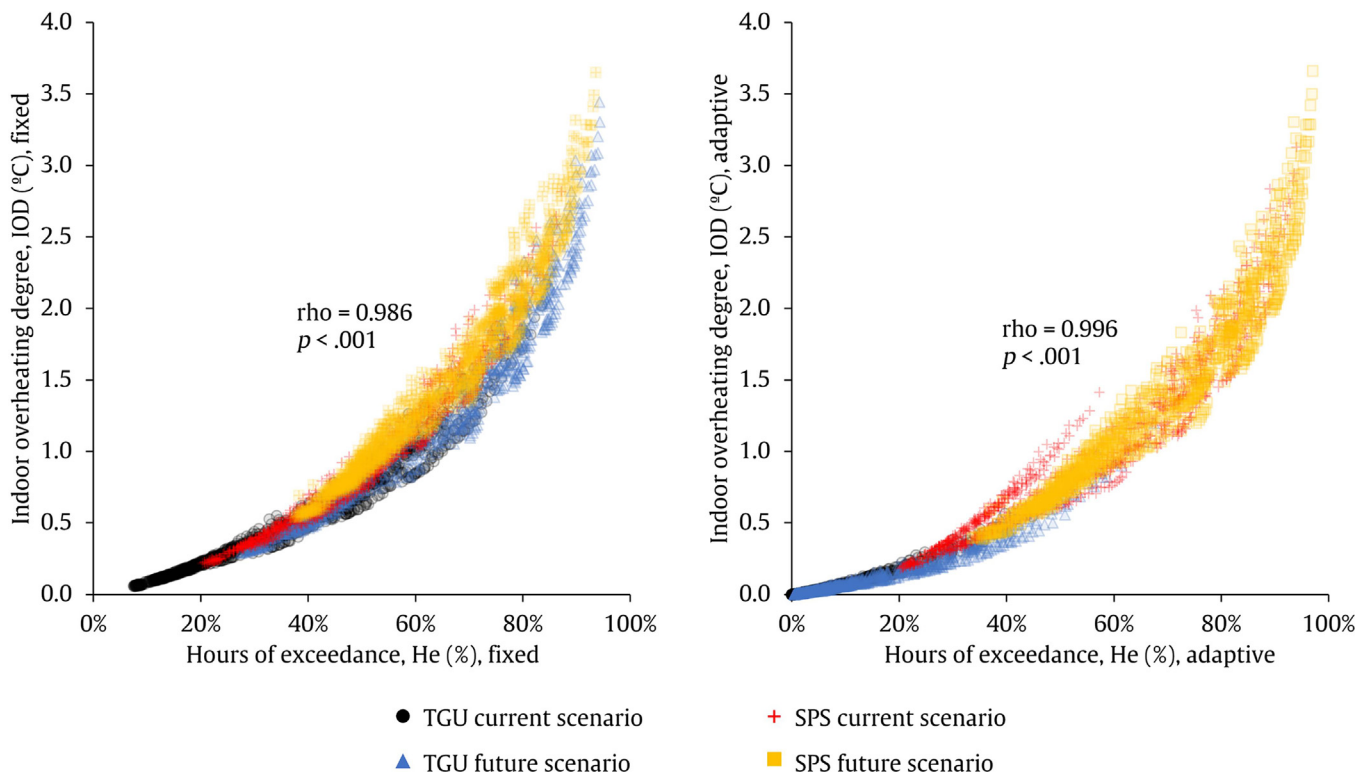 4.0
3.5
3.0
2.5
2.0
1.5
1.0
0.5
0.0
Indoor overheating degree, IOD (ºC), fixed
rho = 0.986
p < .001
0%
20%
40%
60%
80%
100%
Hours of exceedance, He (%), fixed
4.0
3.5
3.0
2.5
2.0
1.5
1.0
0.5
0.0
Indoor overheating degree, IOD (ºC), adaptive
rho = 0.996
p < .001
0%
20%
40%
60%
80%
100%
Hours of exceedance, He (%), adaptive
TGU current scenario
SPS current scenario
TGU future scenario
SPS future scenario